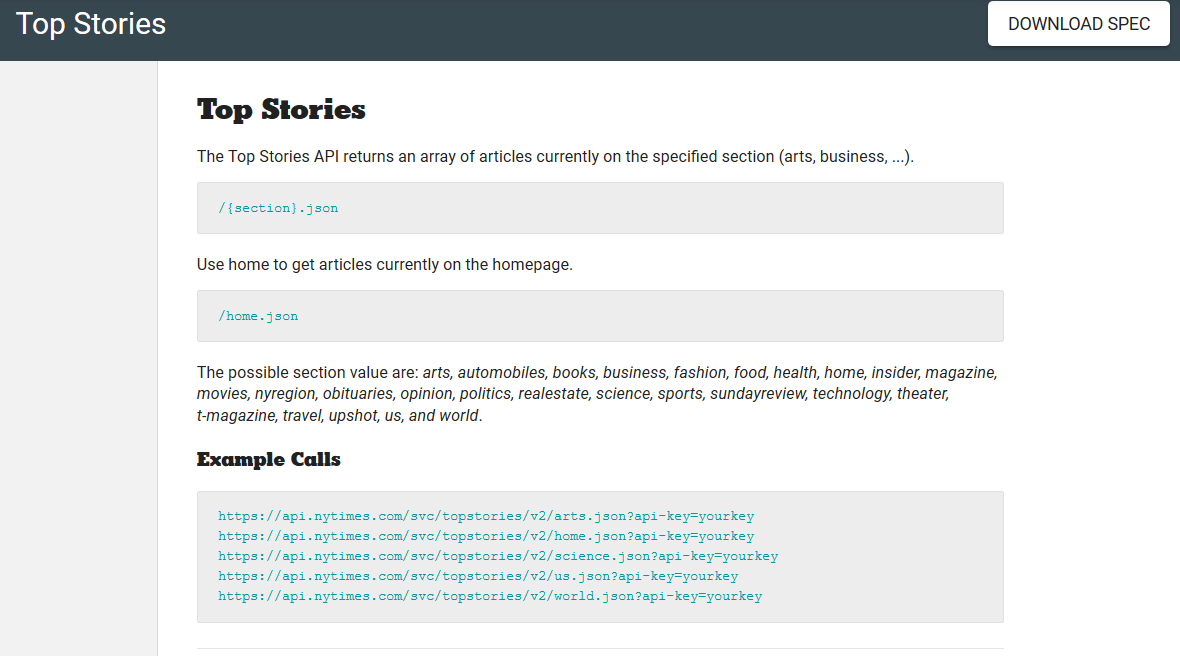 Top Stories
DOWNLOAD SPEC
Top Stories
The Top Stories API returns an array of articles currently on the specified section (arts, business, ...).
/{section}.json
Use home to get articles currently on the homepage.
/home.json
The possible section value are: arts, automobiles, books, business, fashion, food, health, home, insider, magazine,
movies, nyregion, obituaries, opinion, politics, realestate, science, sports, sundayreview, technology, theater,
t-magazine, travel, upshot, us, and world.
Example Calls
https://api.nytimes.com/svc/topstories/v2/arts.json?api-key=yourkey
https://api.nytimes.com/svc/topstories/v2/home.json?api-key=yourkey
https://api.nytimes.com/svc/topstories/v2/science.json?api-key=yourkey
https://api.nytimes.com/svc/topstories/v2/us.json?api-key=yourkey
https://api.nytimes.com/svc/topstories/v2/world.json?api-key=yourkey